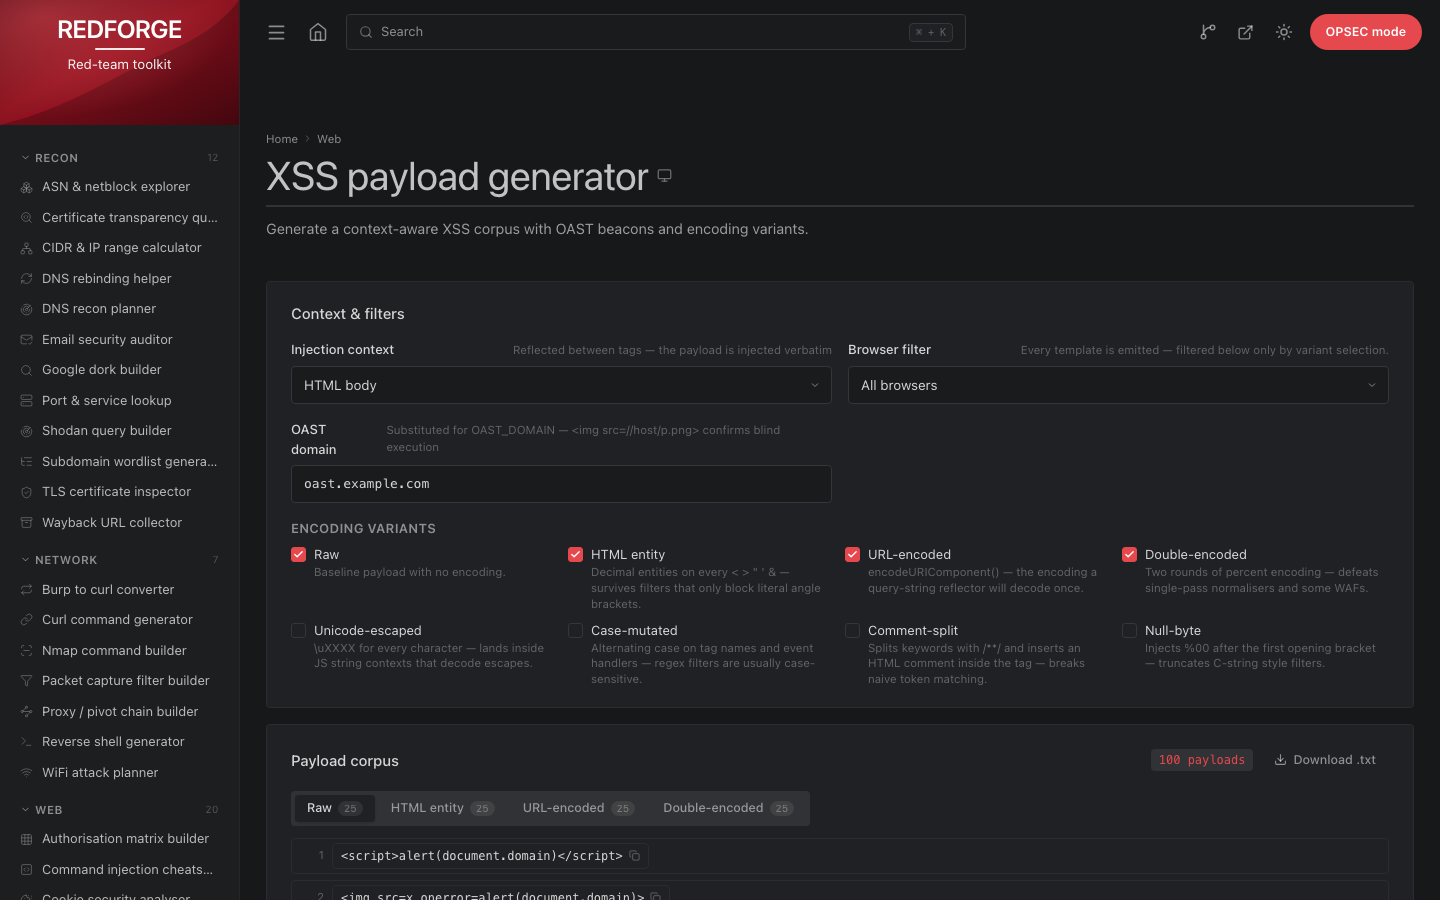 REDFORGE
Red-team toolkit
Search
⌘ + K
OPSEC mode
RECON 12
ASN & netblock explorer
Certificate transparency qu...
CIDR & IP range calculator
DNS rebinding helper
DNS recon planner
Email security auditor
Google dork builder
Port & service lookup
Shodan query builder
Subdomain wordlist genera...
TLS certificate inspector
Wayback URL collector
NETWORK 7
Burp to curl converter
Curl command generator
Nmap command builder
Packet capture filter builder
Proxy / pivot chain builder
Reverse shell generator
WiFi attack planner
WEB 20
Authorisation matrix builder
Command injection cheats...
Cookie security analyser
Home > Web
XSS payload generator
Generate a context-aware XSS corpus with OAST beacons and encoding variants.
Context & filters
Injection context Reflected between tags — the payload is injected verbatim
HTML body
Browser filter Every template is emitted — filtered below only by variant selection.
All browsers
OAST domain
Substituted for OAST_DOMAIN — <img src=//host/p.png> confirms blind
execution
oast.example.com
ENCODING VARIANTS
Raw
Baseline payload with no encoding.
HTML entity
Decimal entities on every < > " ' & —
survives filters that only block literal angle
brackets.
URL-encoded
encodeURIComponent() — the encoding a
query-string reflector will decode once.
Double-encoded
Two rounds of percent encoding — defeats
single-pass normalisers and some WAFs.
Unicode-escaped
\uXXXX for every character — lands inside
JS string contexts that decode escapes.
Case-mutated
Alternating case on tag names and event
handlers — regex filters are usually case-
sensitive.
Comment-split
Splits keywords with /**/ and inserts an
HTML comment inside the tag — breaks
naive token matching.
Null-byte
Injects %00 after the first opening bracket
— truncates C-string style filters.
Payload corpus
100 payloads
Download .txt
Raw 25 HTML entity 25 URL-encoded 25 Double-encoded 25
1 <script>alert(document.domain)</script>
2 <img src=x onerror=alert(document.domain)>